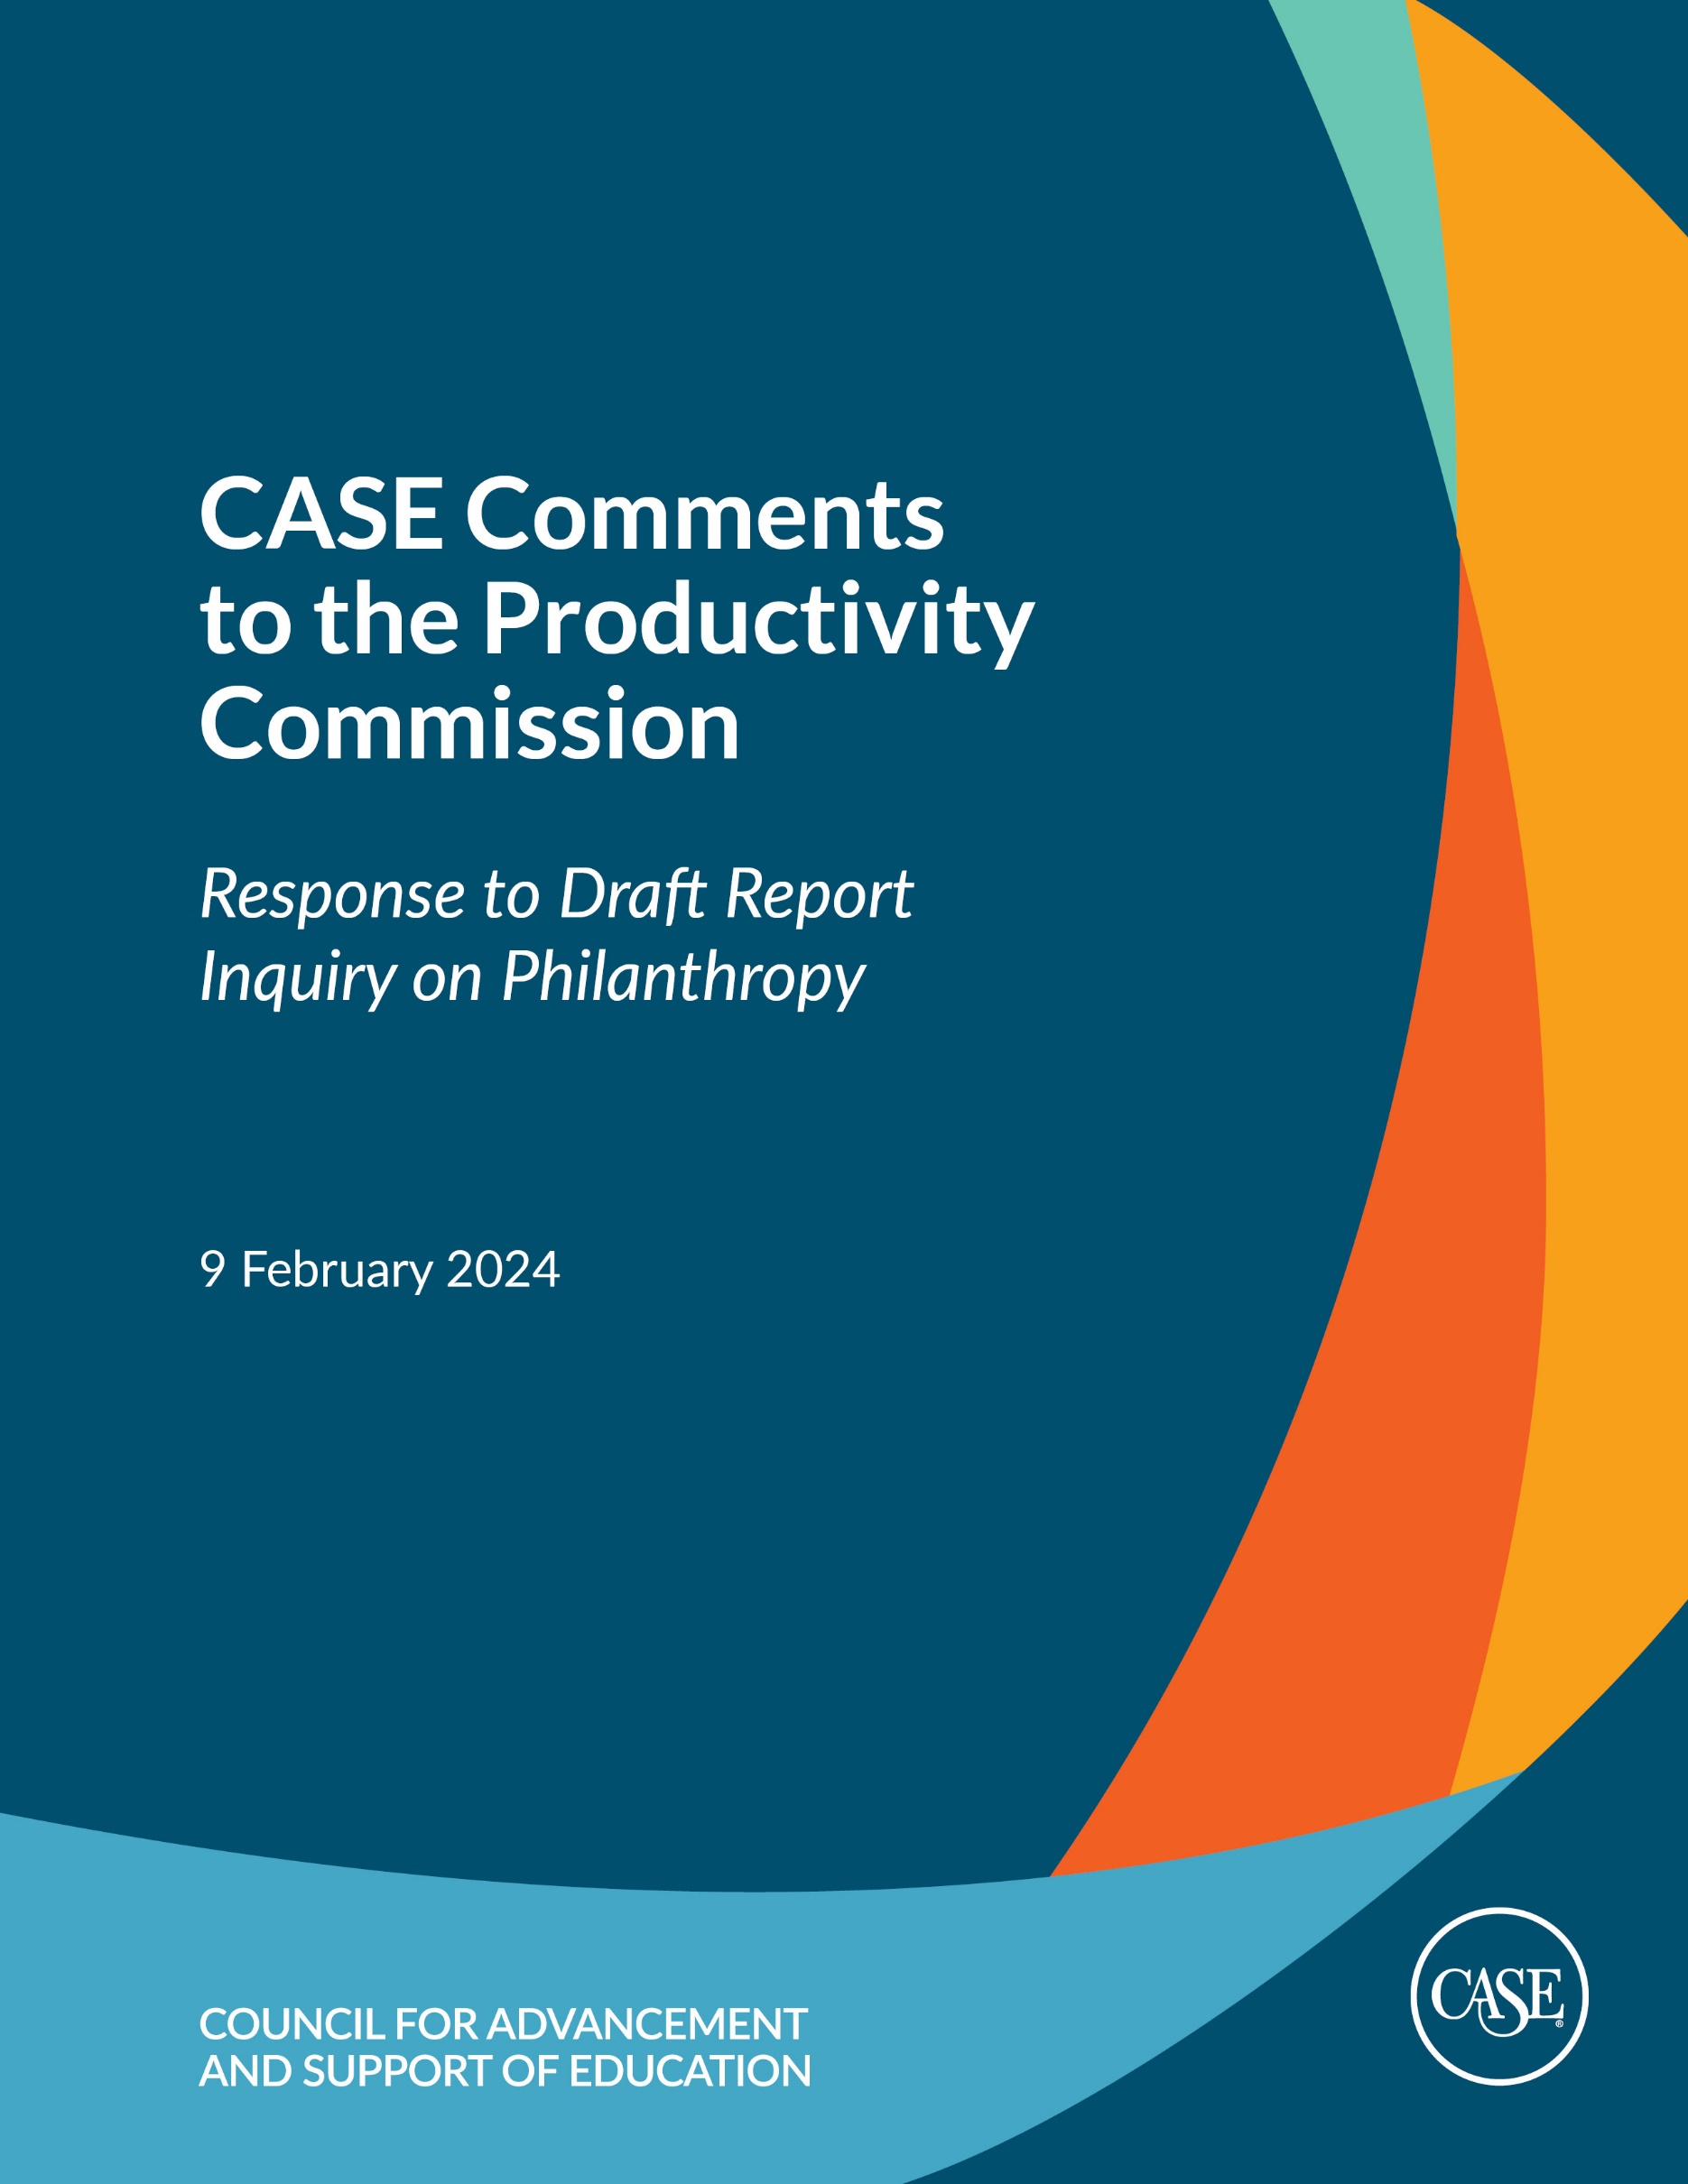 CASE Comments
to the Productivity
Commission
Response to Draft Report
Inquiry on Philanthropy
9 February 2024
COUNCIL FOR ADVANCEMENT
AND SUPPORT OF EDUCATION
CASE®